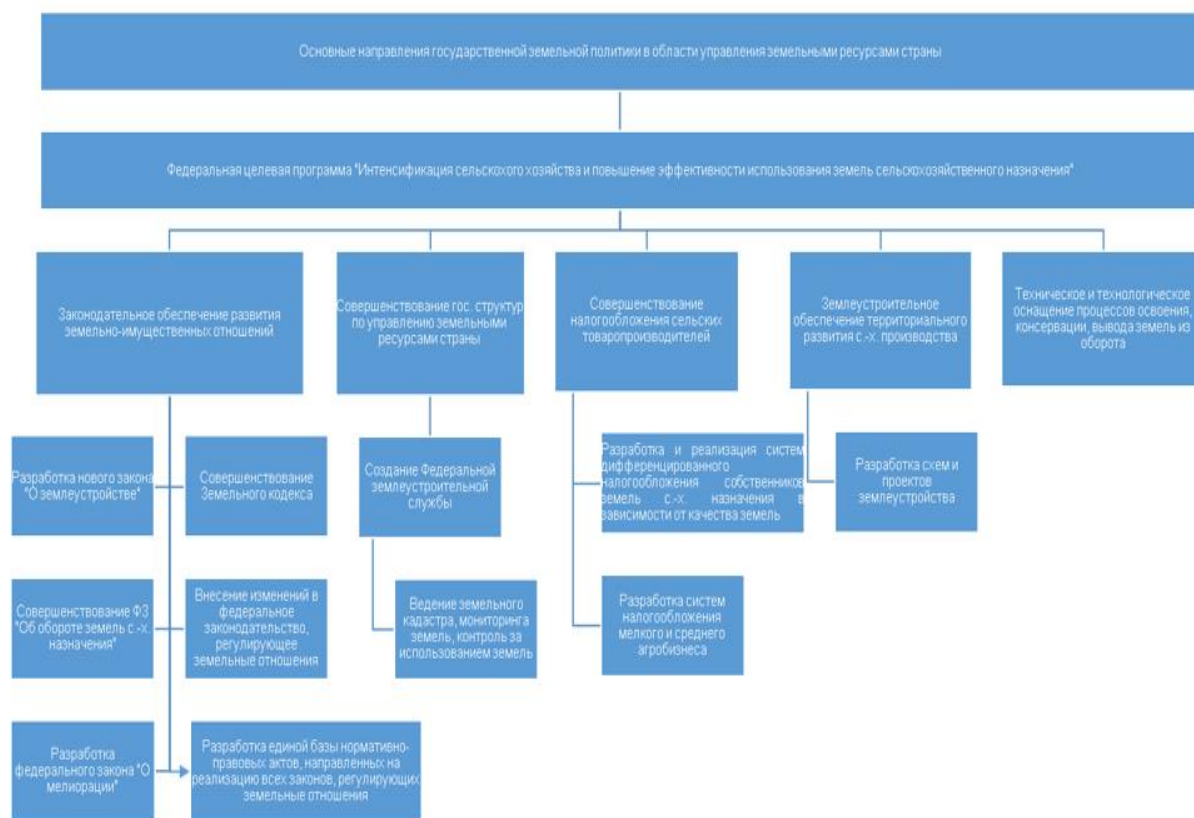 Основные направления государственной земельной политики в области управления земельными ресурсами страны
Федеральная целевая программа "Интенсификация сельскохого хозяйства и повышение эффективности использования земель сельскохозяйственного назначения"
Законодательное обеспечение развития
земельно-имущественных отношений
Совершенствование гос. структур
по управлению земельными
ресурсами страны
Совершенствование
налогообложения сельских
товаропроизводителей
Землеустроительное
обеспечение территориального
развития с.-х. производства
Техническое и технологическое
оснащение процессов освоения,
консервации, вывода земель из
оборота
Разработка нового закона
"О землеустройстве"
Совершенствование
Земельного кодекса
Создание Федеральной
землеустроительной
службы
Разработка и реализация систем
дифференцированного
налогообложения собственников
земель с.-х. назначения в
зависимости от качества земель
Разработка схем и
проектов
землеустройства
Совершенствование ФЗ
"Об обороте земель с.-х.
назначения"
Внесение изменений в
федеральное
законодательство,
регулирующее
земельные отношения
Ведение земельного
кадастра, мониторинга
земель, контроль за
использованием земель
Разработка систем
налогообложения
мелкого и среднего
агробизнеса
Разработка
федерального закона "О
мелиорации"
Разработка единой базы нормативно-
правовых актов, направленных на
реализацию всех законов, регулирующих
земельные отношения